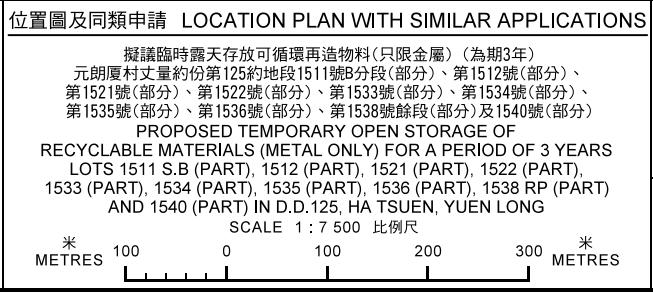 位置圖及同類申請 LOCATION PLAN WITH SIMILAR APPLICATIONS
擬議臨時露天存放可循環再造物料(只限金屬)(為期3年)
元朗厦村丈量約份第125約地段1511號B分段(部分)、第1512號(部分)、
第1521號(部分)、第1522號(部分)、第1533號(部分)、第1534號(部分)、
第1535號(部分)、第1536號(部分)、第1538號餘段(部分)及1540號(部分)
PROPOSED TEMPORARY OPEN STORAGE OF
RECYCLABLE MATERIALS (METAL ONLY) FOR A PERIOD OF 3 YEARS
LOTS 1511 S.B (PART), 1512 (PART), 1521 (PART), 1522 (PART),
1533 (PART), 1534 (PART), 1535 (PART), 1536 (PART), 1538 RP (PART)
AND 1540 (PART) IN D.D.125, HA TSUEN, YUEN LONG
SCALE 1 : 7 500 比例尺
米 METRES 100 0 100 200 300 米 METRES